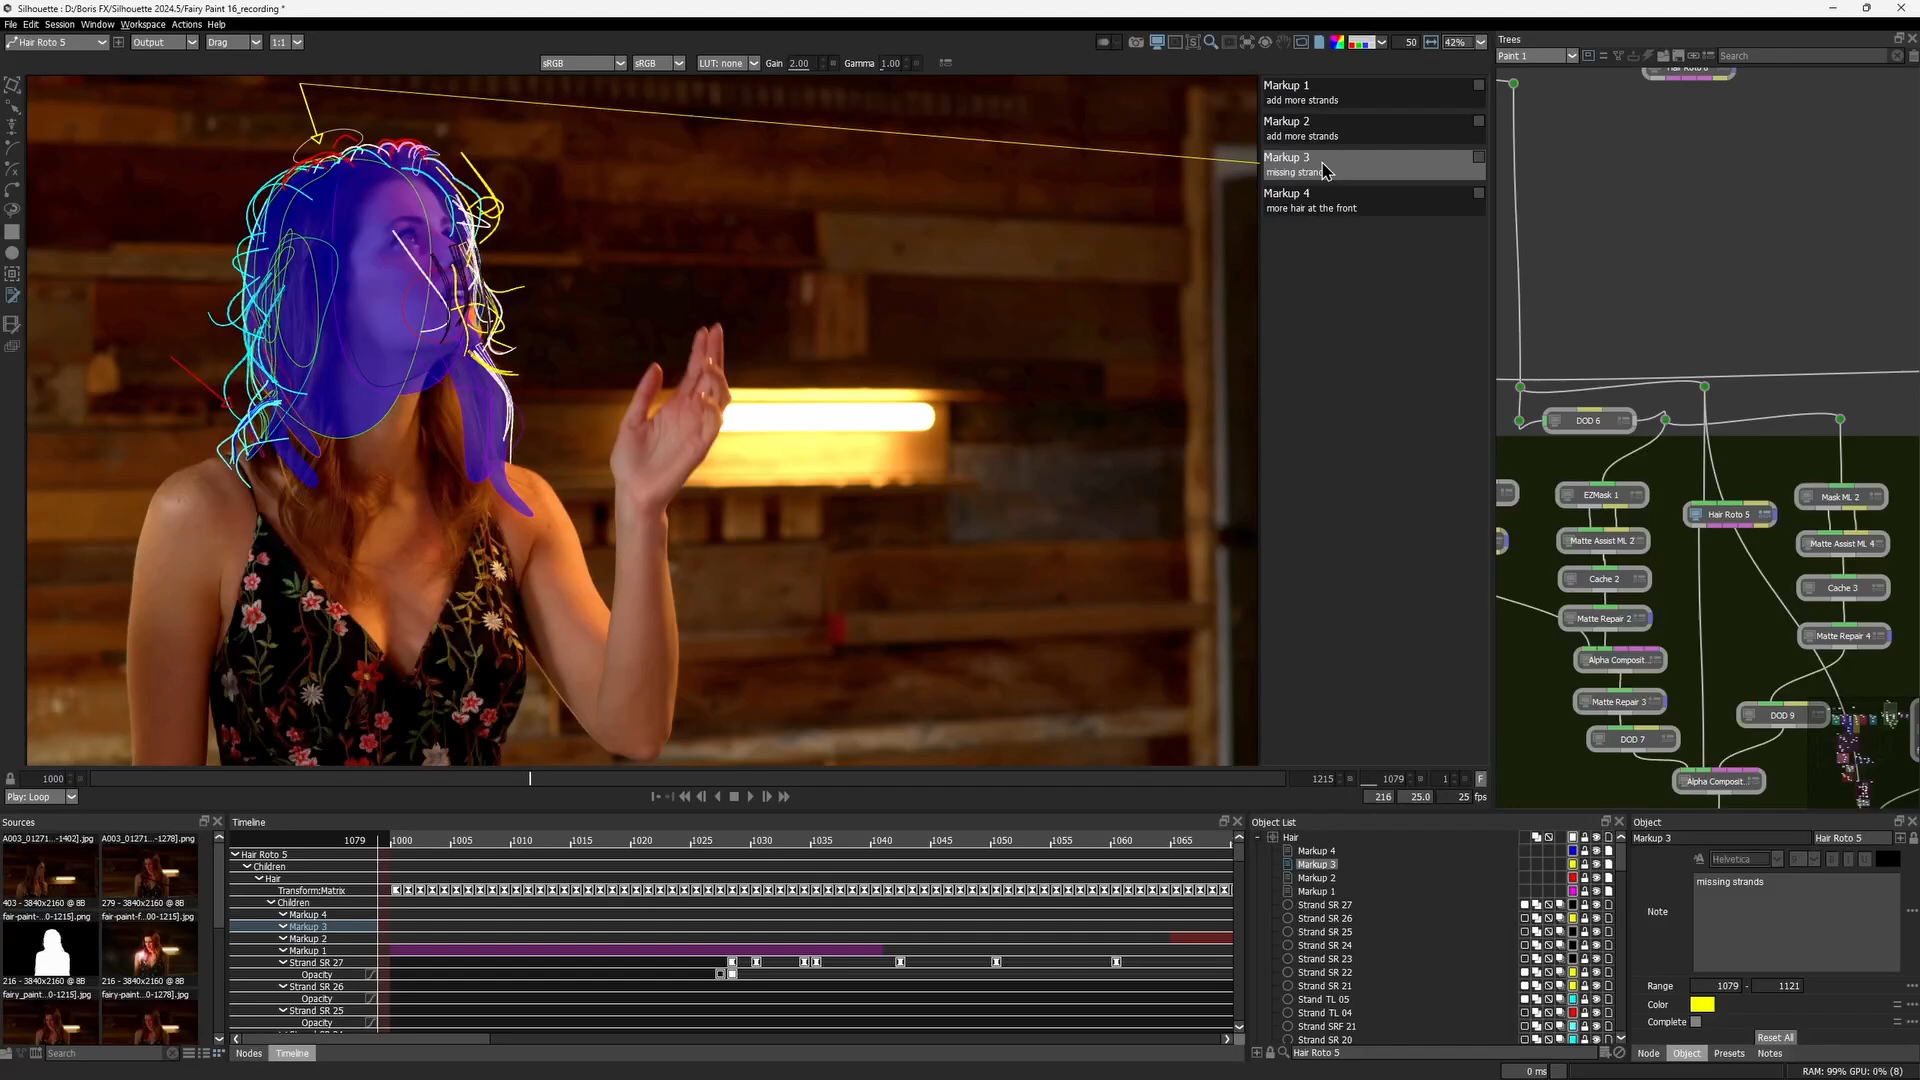 Silhouette : D:/Boris FX/Silhouette 2024.5/Fairy Paint 16_recording *
File Edit Session Window Workspace Actions Help
Hair Roto 5 Output Drag 1:1
50 42%
sRGB sRGB LUT: none Gain 2.00 Gamma 1.00
Markup 1
add more strands
Markup 2
add more strands
Markup 3
missing strands
Markup 4
more hair at the front
Trees
Paint 1 Search
DOD 6
EZMask 1
Hair Roto 5
Mask ML 2
Matte Assist ML 2
Matte Assist ML 4
Cache 2
Cache 3
Matte Repair 2
Matte Repair 4
Alpha Composit...
Matte Repair 3
DOD 9
DOD 7
Alpha Composit...
1000 1215 1079 1 F
Play: Loop 216 25.0 25 fps
Sources
A003_01271...-1402].jpg A003_01271...-1278].png
403 - 3840x2160 @ 8B 279 - 3840x2160 @ 8B
fair-paint-...0-1215].png fair-paint-f...00-1215].jpg
216 - 3840x2160 @ 8B 216 - 3840x2160 @ 8B
fairy_paint...0-1215].jpg fairy-paint...0-1278].jpg
Search
Timeline
1079 1000 1005 1010 1015 1020 1025 1030 1035 1040 1045 1050 1055 1060 1065
Hair Roto 5
Children
Hair
Transform:Matrix
Children
Markup 4
Markup 3
Markup 2
Markup 1
Strand SR 27
Opacity
Strand SR 26
Opacity
Strand SR 25
Opacity
Nodes Timeline
Object List
Hair
Markup 4
Markup 3
Markup 2
Markup 1
Strand SR 27
Strand SR 26
Strand SR 25
Strand SR 24
Strand SR 23
Strand SR 22
Strand SR 21
Stand TL 05
Strand TL 04
Strand SRF 21
Strand SR 20
Hair Roto 5
Object
Markup 3 Hair Roto 5
Helvetica
Note missing strands
Range 1079 - 1121
Color
Complete
Reset All
Node Object Presets Notes
0 ms RAM: 99% GPU: 0% (8)